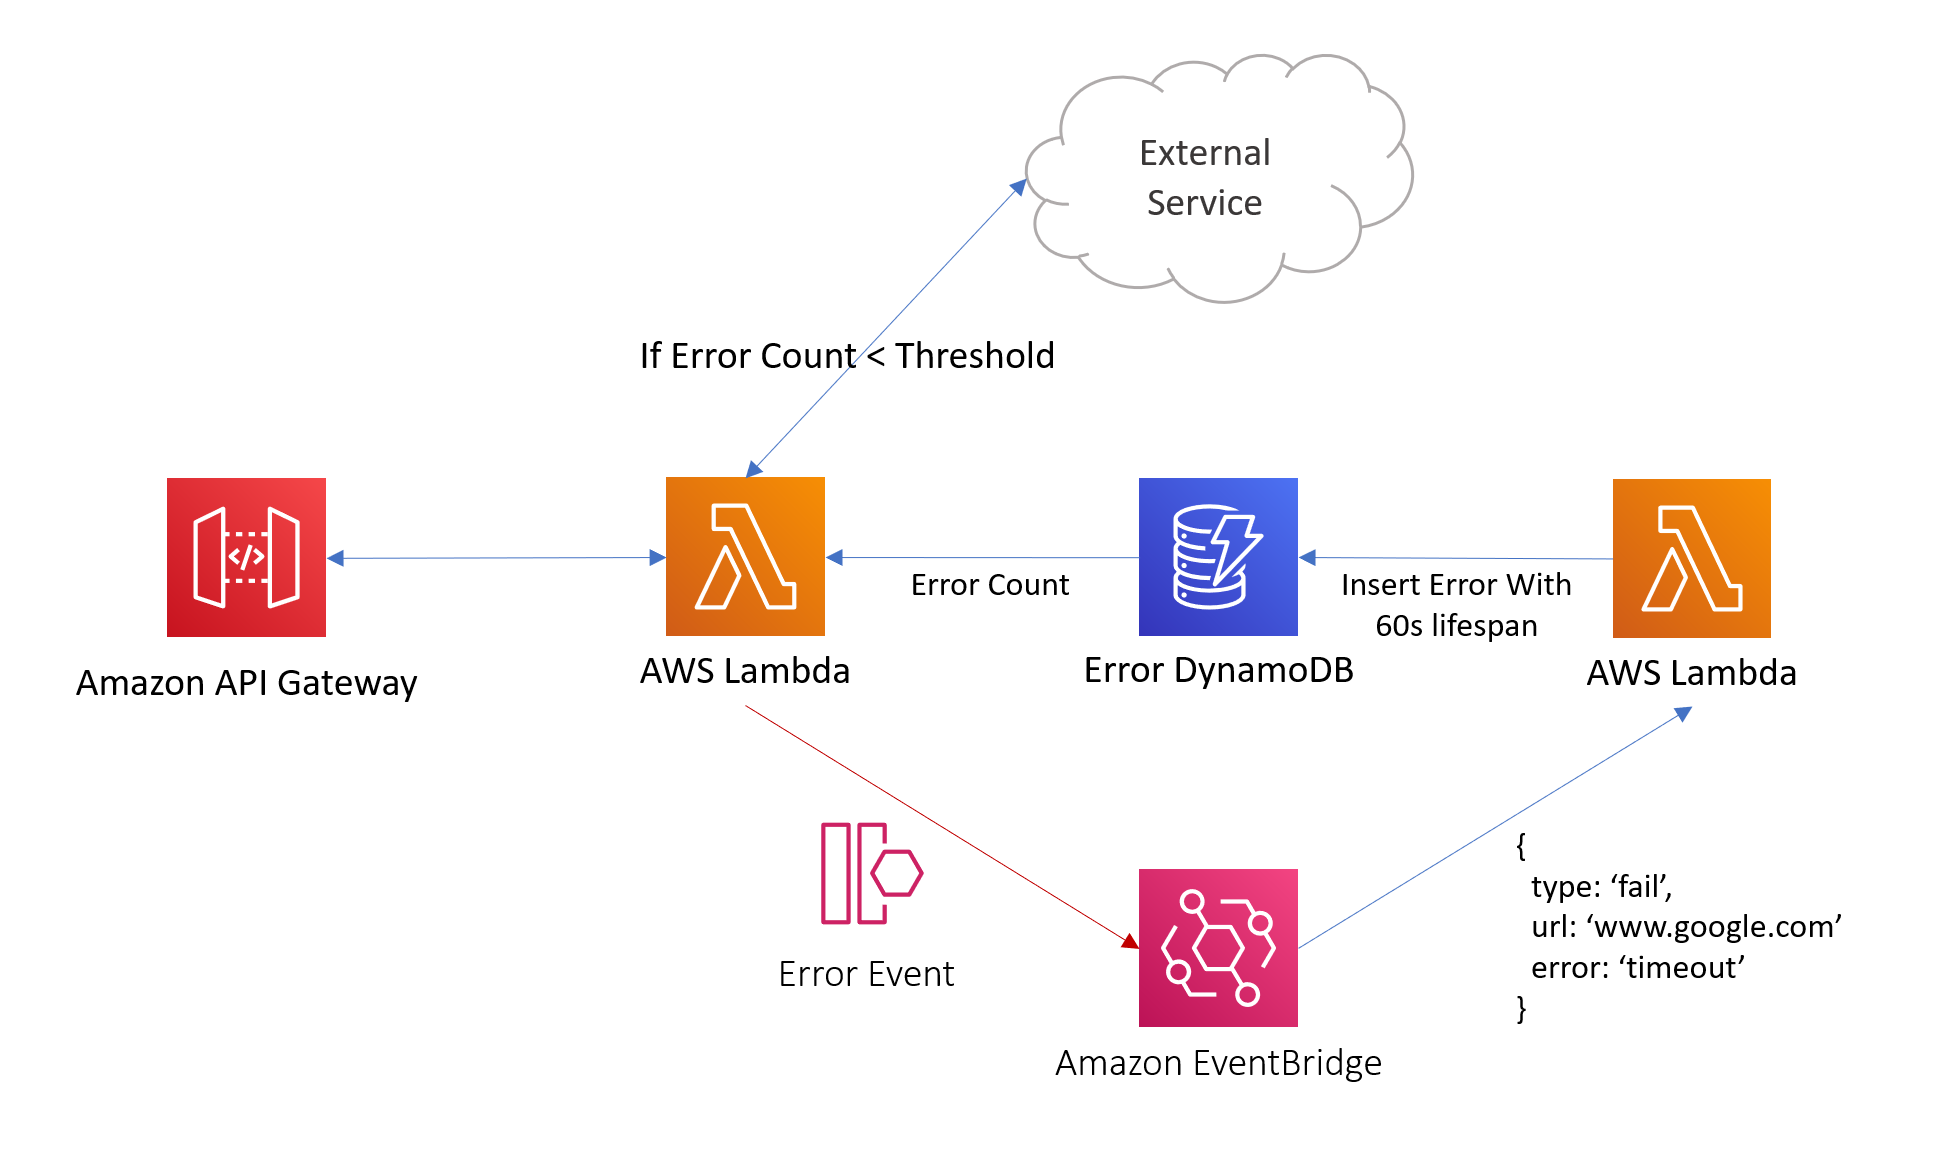 External
Service
If Error Count < Threshold
</>
Error Count
Insert Error With
60s lifespan
Amazon API Gateway
AWS Lambda
Error DynamoDB
AWS Lambda
{
type: ‘fail’,
url: ‘www.google.com’
error: ‘timeout’
}
Error Event
Amazon EventBridge